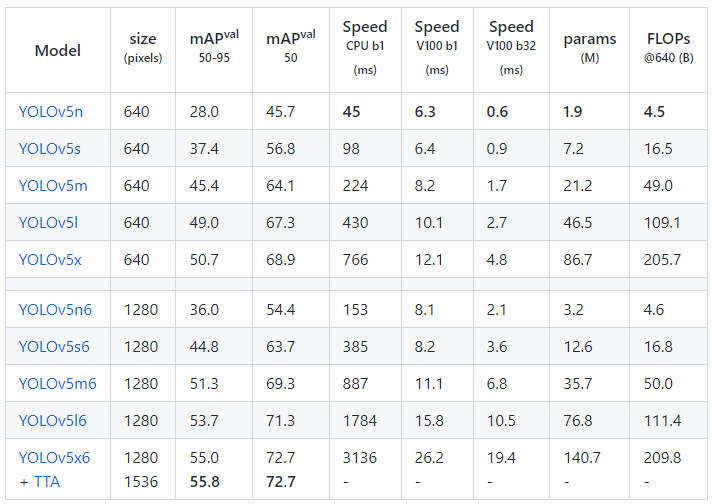 Model size (pixels) mAPval 50-95 mAPval 50 Speed CPU b1 (ms) Speed V100 b1 (ms) Speed V100 b32 (ms) params (M) FLOPs @640 (B)
YOLOv5n 640 28.0 45.7 45 6.3 0.6 1.9 4.5
YOLOv5s 640 37.4 56.8 98 6.4 0.9 7.2 16.5
YOLOv5m 640 45.4 64.1 224 8.2 1.7 21.2 49.0
YOLOv5l 640 49.0 67.3 430 10.1 2.7 46.5 109.1
YOLOv5x 640 50.7 68.9 766 12.1 4.8 86.7 205.7
YOLOv5n6 1280 36.0 54.4 153 8.1 2.1 3.2 4.6
YOLOv5s6 1280 44.8 63.7 385 8.2 3.6 12.6 16.8
YOLOv5m6 1280 51.3 69.3 887 11.1 6.8 35.7 50.0
YOLOv5l6 1280 53.7 71.3 1784 15.8 10.5 76.8 111.4
YOLOv5x6 1280 55.0 72.7 3136 26.2 19.4 140.7 209.8
+ TTA 1536 55.8 72.7 - - - - -